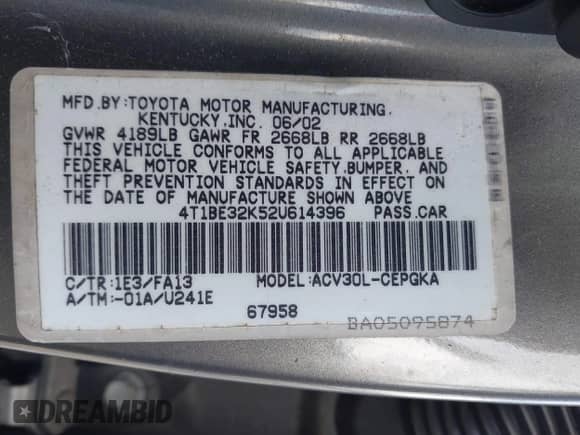 MFD.BY:TOYOTA MOTOR MANUFACTURING.
KENTUCKY,INC. 06/02
GVWR 4189LB GAWR FR 2668LB RR 2668LB
THIS VEHICLE CONFORMS TO ALL APPLICABLE
FEDERAL MOTOR VEHICLE SAFETY,BUMPER, AND
THEFT PREVENTION STANDARDS IN EFFECT ON
THE DATE OF MANUFACTURE SHOWN ABOVE
4T1BE32K52U614396 PASS.CAR
C/TR:1E3/FA13 MODEL:ACV30L-CEPGKA
A/TM:-01A/U241E
67958
BA05095874
DREAMBID